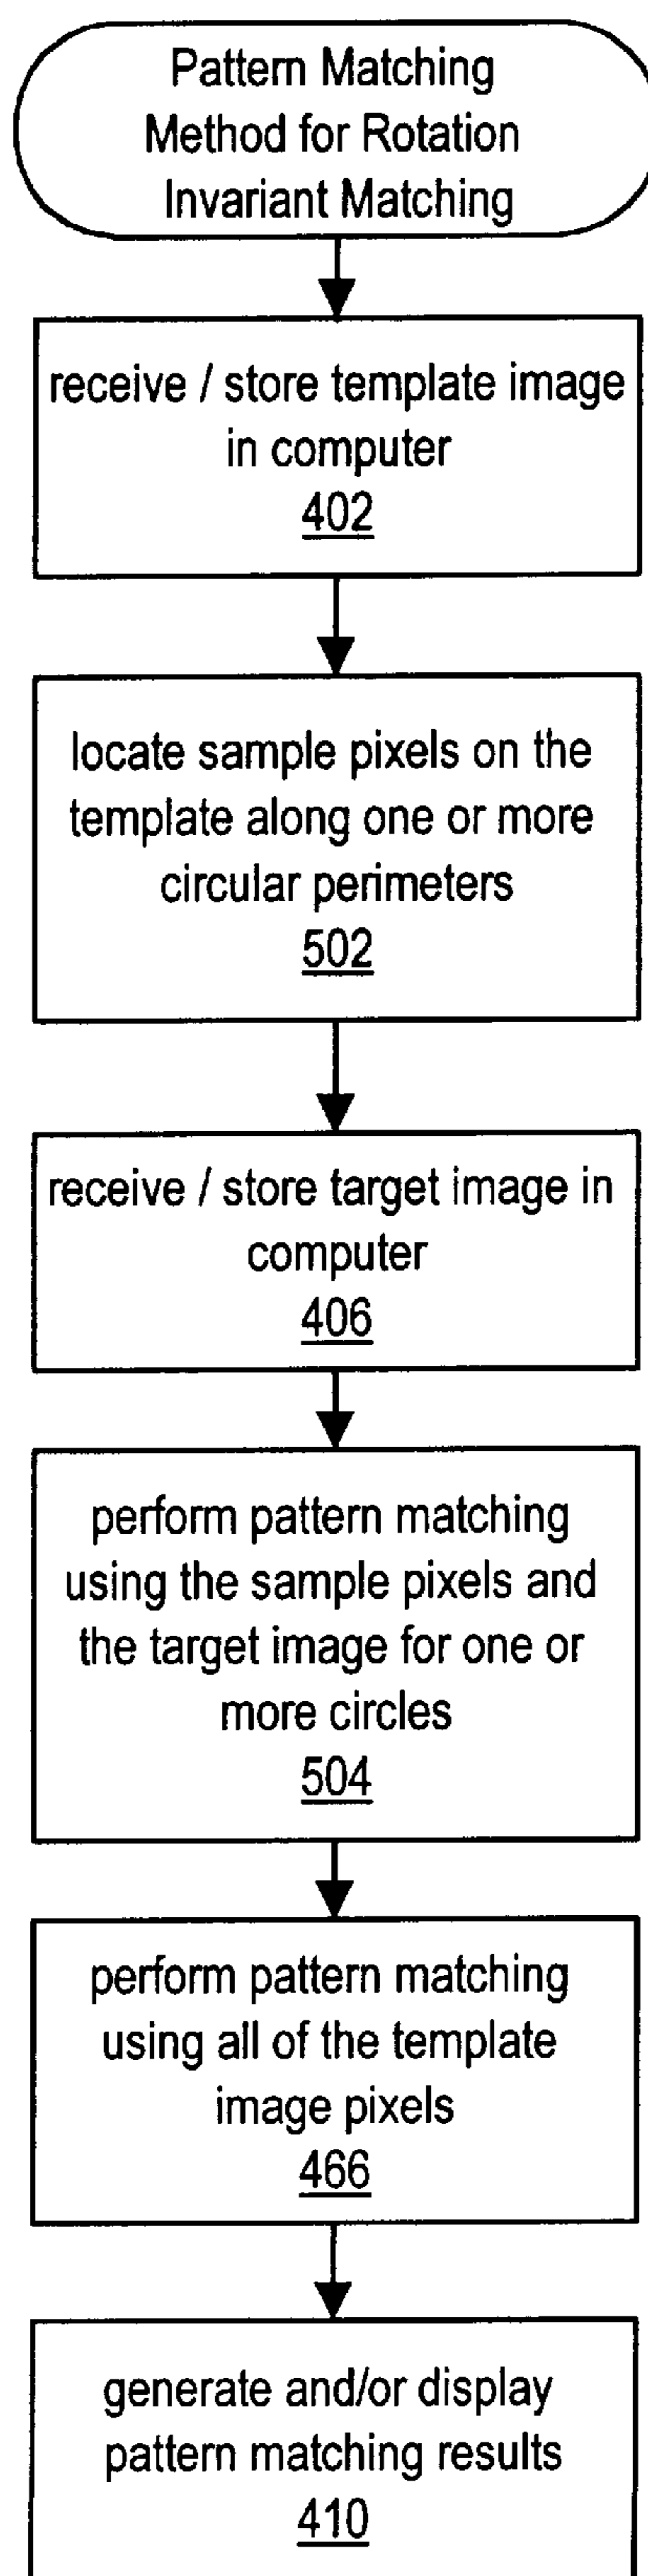 Pattern Matching
Method for Rotation
Invariant Matching
receive / store template image
in computer
402
locate sample pixels on the
template along one or more
circular perimeters
502
receive / store target image in
computer
406
perform pattern matching
using the sample pixels and
the target image for one or
more circles
504
perform pattern matching
using all of the template
image pixels
466
generate and/or display
pattern matching results
410